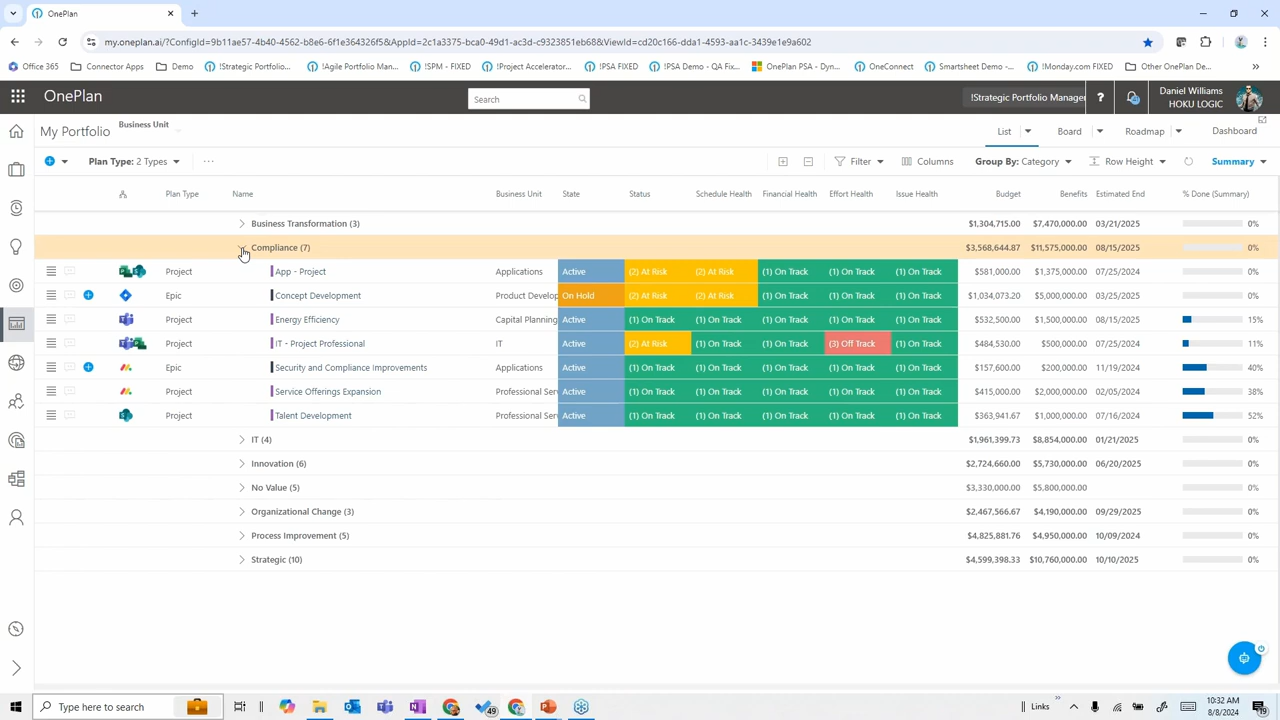 OnePlan
my.oneplan.ai/?ConfigId=9b11ae57-4b40-4562-b8e6-6f1e364326f5&AppId=2c1a3375-bca0-49d1-ac3d-c9323851eb68&ViewId=cd20c166-dda1-4593-aa1c-3439e1e9a602
Office 365 Connector Apps Demo !Strategic Portfolio... !Agile Portfolio Man... !SPM - FIXED !Project Accelerator... !PSA FIXED !PSA Demo - QA Fix... OnePlan PSA - Dyn... OneConnect Smartsheet Demo -... !Monday.com FIXED Other OnePlan De...
OnePlan Search !Strategic Portfolio Manager ? Daniel Williams
HOKU LOGIC
My Portfolio Business Unit List Board Roadmap Dashboard
Plan Type: 2 Types Filter Columns Group By: Category Row Height Summary
Plan Type Name Business Unit State Status Schedule Health Financial Health Effort Health Issue Health Budget Benefits Estimated End % Done (Summary)
Business Transformation (3) $1,304,715.00 $7,470,000.00 03/21/2025 0%
Compliance (7) $3,568,644.87 $11,575,000.00 08/15/2025 0%
Project App - Project Applications Active (2) At Risk (2) At Risk (1) On Track (1) On Track (1) On Track $581,000.00 $1,375,000.00 07/25/2024 0%
Epic Concept Development Product Develop On Hold (2) At Risk (2) At Risk (1) On Track (1) On Track (1) On Track $1,034,073.20 $5,000,000.00 03/25/2025 0%
Project Energy Efficiency Capital Planning Active (1) On Track (1) On Track (1) On Track (1) On Track (1) On Track $532,500.00 $1,500,000.00 08/15/2025 15%
Project IT - Project Professional IT Active (2) At Risk (1) On Track (1) On Track (3) Off Track (1) On Track $484,530.00 $500,000.00 07/25/2025 11%
Epic Security and Compliance Improvements Applications Active (1) On Track (1) On Track (1) On Track (1) On Track (1) On Track $157,600.00 $200,000.00 11/19/2024 40%
Project Service Offerings Expansion Professional Serv Active (1) On Track (1) On Track (1) On Track (1) On Track (1) On Track $415,000.00 $2,000,000.00 02/05/2024 38%
Project Talent Development Professional Serv Active (1) On Track (1) On Track (1) On Track (1) On Track (1) On Track $363,941.67 $1,000,000.00 07/16/2024 52%
IT (4) $1,961,399.73 $8,854,000.00 01/21/2025 0%
Innovation (6) $2,724,660.00 $5,730,000.00 06/20/2025 0%
No Value (5) $3,330,000.00 $5,800,000.00 0%
Organizational Change (3) $2,467,566.67 $4,190,000.00 09/29/2025 0%
Process Improvement (5) $4,825,881.76 $4,950,000.00 10/09/2024 0%
Strategic (10) $4,599,398.33 $10,760,000.00 10/10/2025 0%
Type here to search 49 Links 10:32 AM
8/8/2024